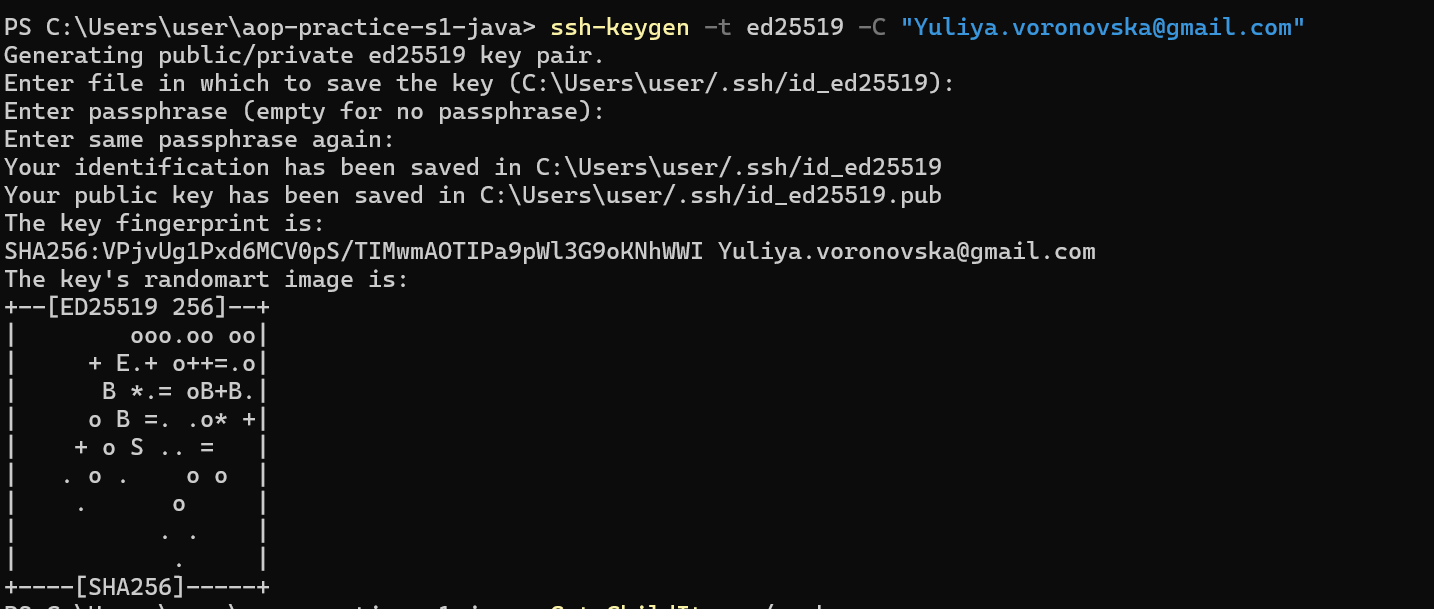 PS C:\Users\user\aop-practice-s1-java> ssh-keygen -t ed25519 -C "Yuliya.voronovska@gmail.com"
Generating public/private ed25519 key pair.
Enter file in which to save the key (C:\Users\user/.ssh/id_ed25519):
Enter passphrase (empty for no passphrase):
Enter same passphrase again:
Your identification has been saved in C:\Users\user/.ssh/id_ed25519
Your public key has been saved in C:\Users\user/.ssh/id_ed25519.pub
The key fingerprint is:
SHA256:VPjvUg1Pxd6MCV0pS/TIMwmAOTIPa9pWl3G9oKNhWWI Yuliya.voronovska@gmail.com
The key's randomart image is:
+--[ED25519 256]--+
|        ooo.oo oo|
|     + E.+ o++=.o|
|      B *.= oB+B.|
|     o B =. .o* +|
|    + o S .. =   |
|   . o .    o o  |
|    .      o     |
|          . .    |
|           .     |
+----[SHA256]-----+